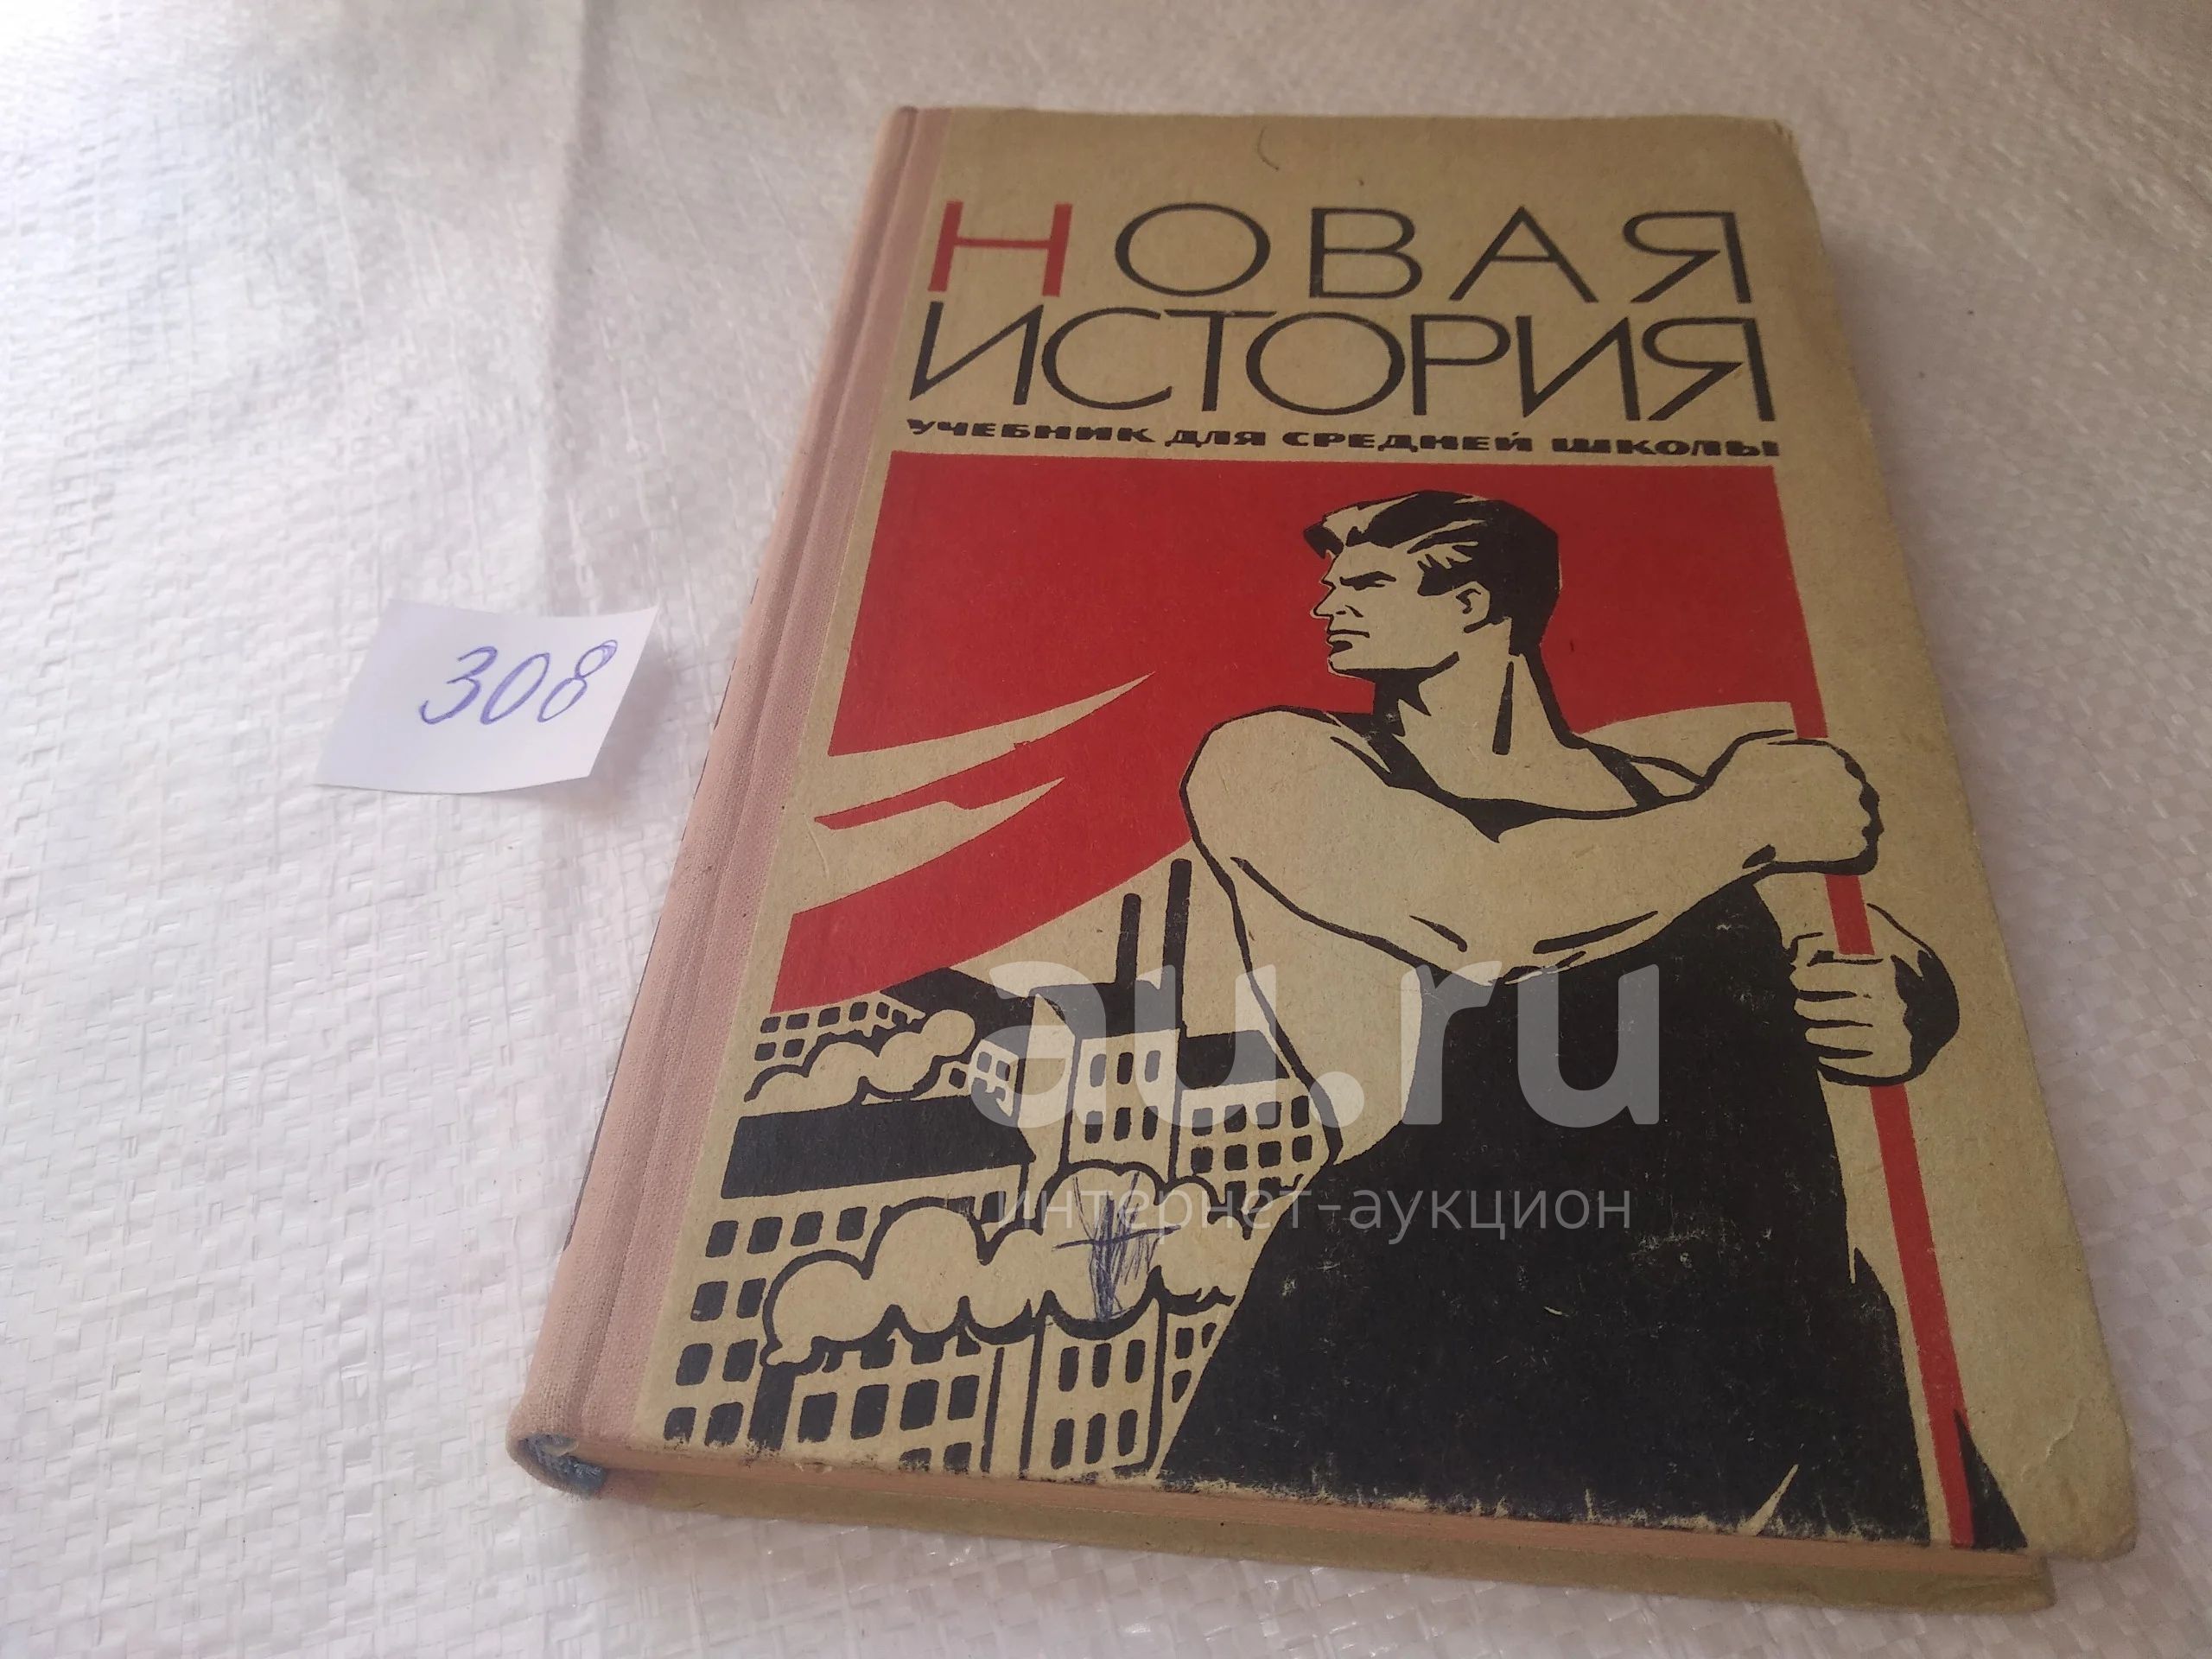 НОВАЯ
ИСТОРИЯ
УЧЕБНИК ДЛЯ СРЕДНЕЙ ШКОЛЫ
308
au.ru
интернет-аукцион